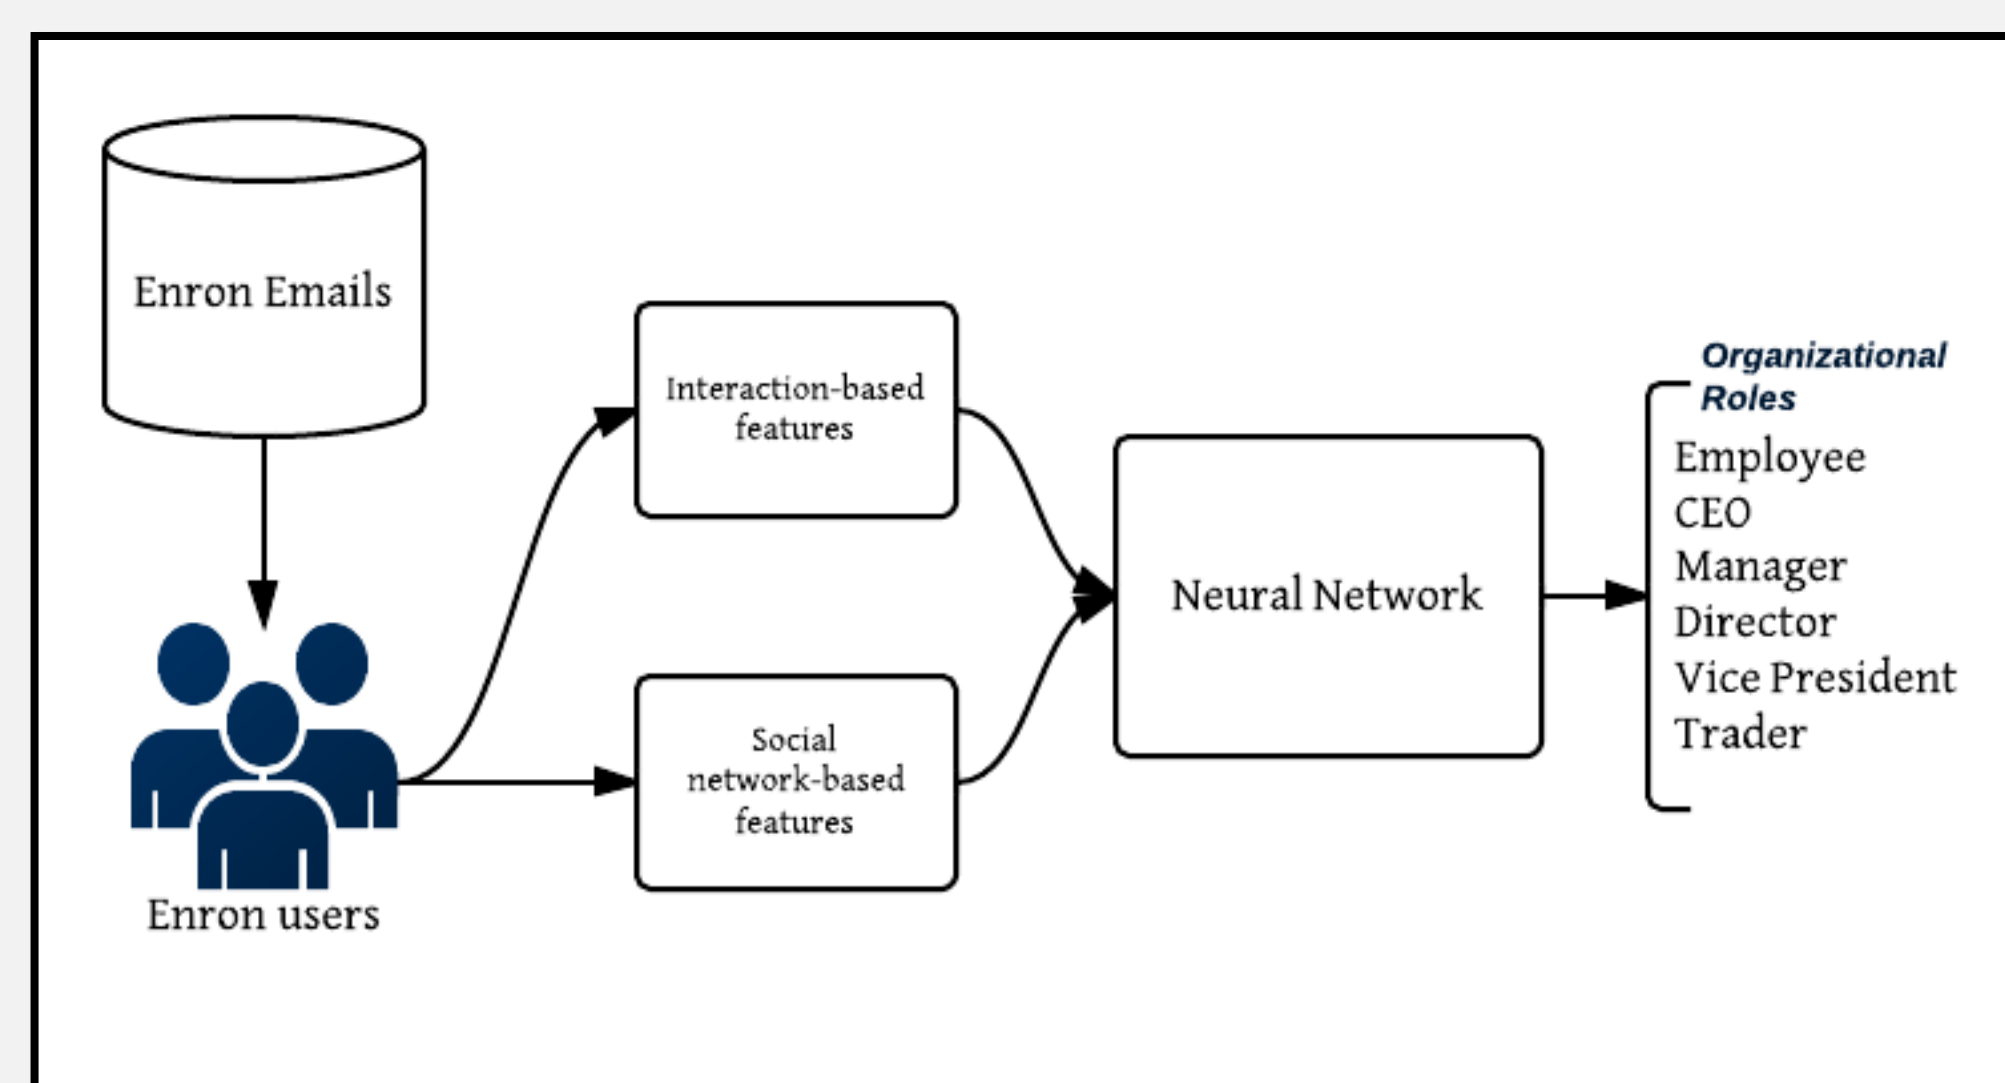 Enron Emails
Enron users
Interaction-based
features
Social
network-based
features
Neural Network
Organizational
Roles
Employee
CEO
Manager
Director
Vice President
Trader